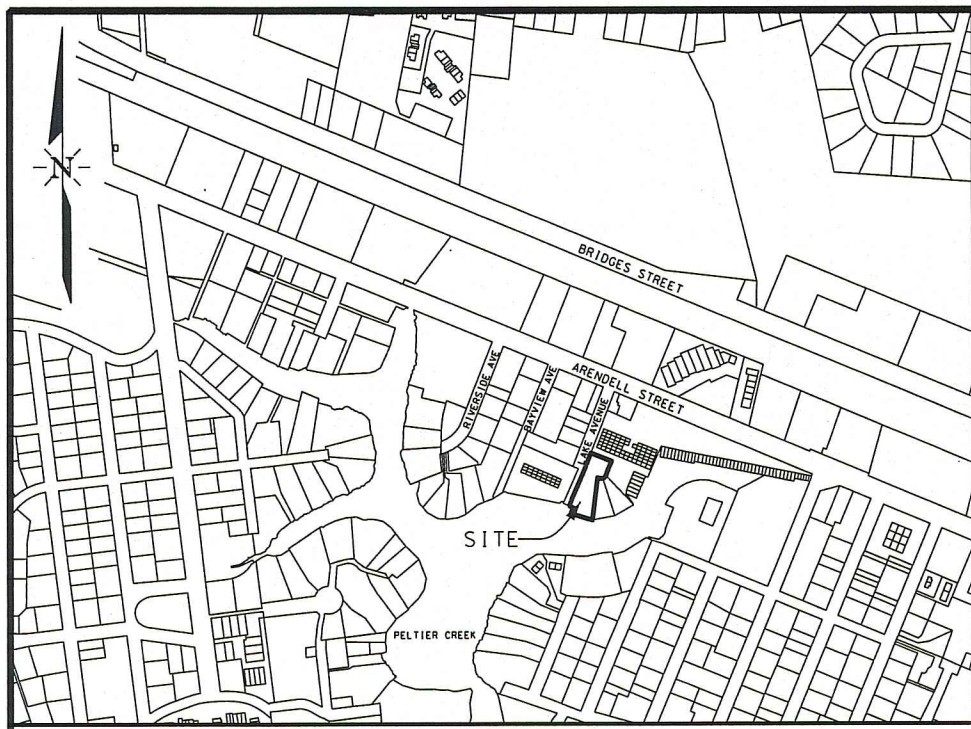 N
BRIDGES STREET
ARENDELL STREET
RIVERSIDE AVE
BAYVIEW AVE
LAKE AVENUE
SITE
PELTIER CREEK